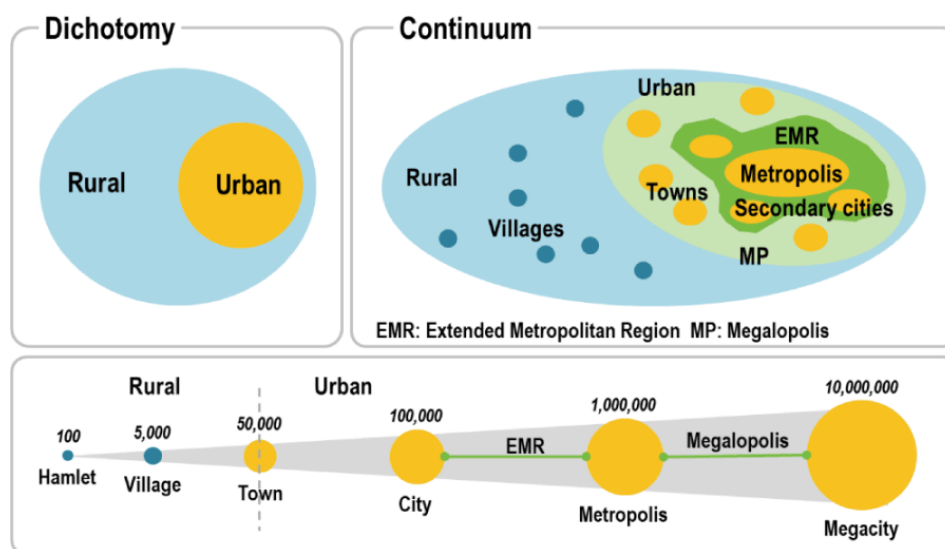 Dichotomy
Rural
Urban
Continuum
Urban
EMR
Rural
Metropolis
Towns
Secondary cities
Villages
MP
EMR: Extended Metropolitan Region MP: Megalopolis
Rural
Urban
100
5,000
50,000
100,000
1,000,000
10,000,000
EMR
Megalopolis
Hamlet
Village
Town
City
Metropolis
Megacity